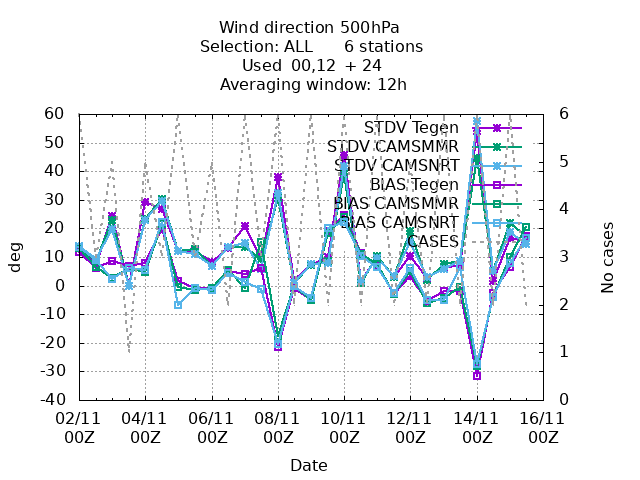 Wind direction 500hPa
Selection: ALL 6 stations
Used 00,12 + 24
Averaging window: 12h
60
50
40
30
20
10
0
-10
-20
-30
-40
deg
STDV Tegen
STDV CAMSMMR
STDV CAMSNRT
BIAS Tegen
BIAS CAMSMMR
BIAS CAMSNRT
CASES
6
5
4
3
2
1
0
No cases
02/11 04/11 06/11 08/11 10/11 12/11 14/11 16/11
00Z 00Z 00Z 00Z 00Z 00Z 00Z 00Z
Date